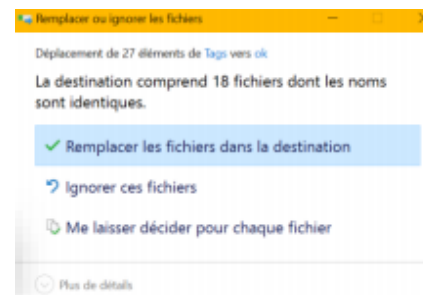 Remplacer ou ignorer les fichiers
Déplacement de 27 éléments de Tags vers ok
La destination comprend 18 fichiers dont les noms
sont identiques.
Remplacer les fichiers dans la destination
Ignorer ces fichiers
Me laisser décider pour chaque fichier
Plus de détails